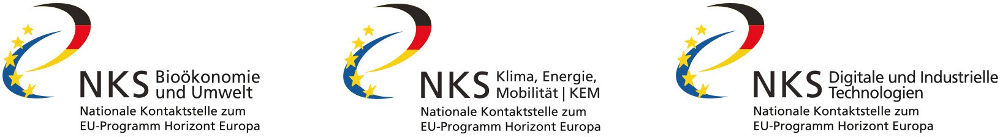 NKS Bioökonomie
und Umwelt
Nationale Kontaktstelle zum
EU-Programm Horizont Europa
NKS Klima, Energie,
Mobilität | KEM
Nationale Kontaktstelle zum
EU-Programm Horizont Europa
NKS Digitale und Industrielle
Technologien
Nationale Kontaktstelle zum
EU-Programm Horizont Europa